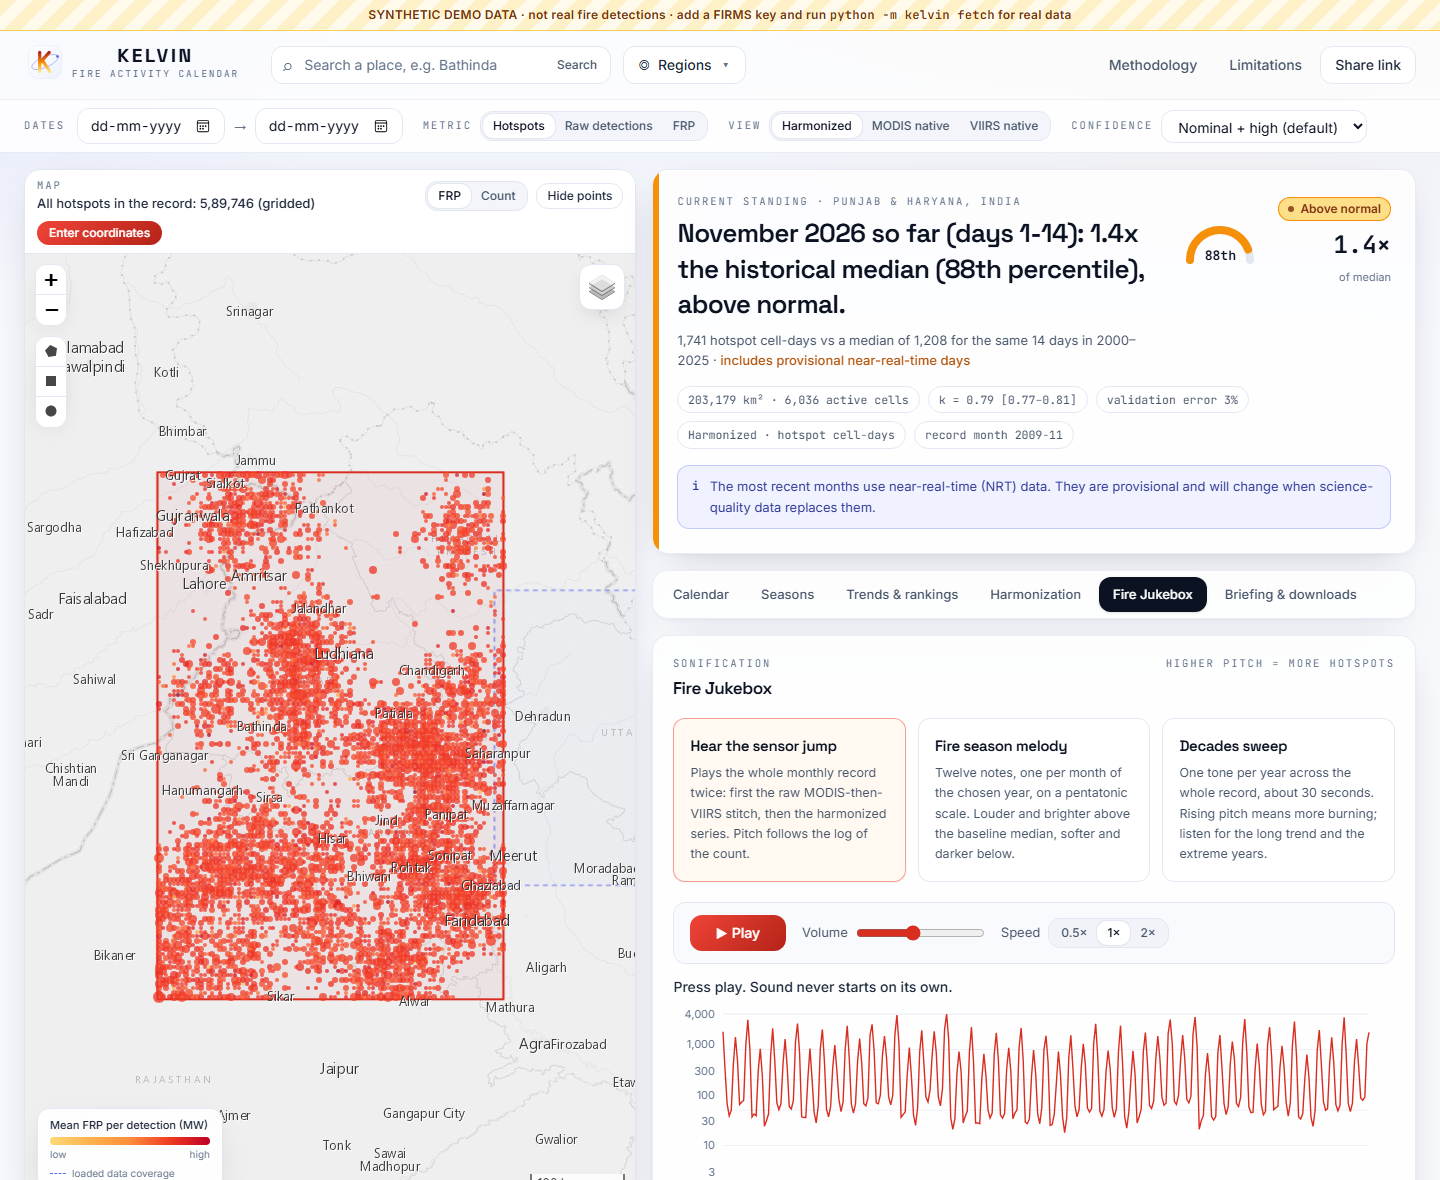 SYNTHETIC DEMO DATA · not real fire detections · add a FIRMS key and run python -m kelvin fetch for real data
KELVIN
FIRE ACTIVITY CALENDAR
Search a place, e.g. Bathinda
Search
Regions
Methodology
Limitations
Share link
DATES
dd-mm-yyyy
→
dd-mm-yyyy
METRIC
Hotspots
Raw detections
FRP
VIEW
Harmonized
MODIS native
VIIRS native
CONFIDENCE
Nominal + high (default)
MAP
All hotspots in the record: 5,89,746 (gridded)
FRP
Count
Hide points
Enter coordinates
+
−
Srinagar
lamabad
awalpindi
Kotli
Bhimbar
Jammu
Gujrat
Sialkot
Pathankot
Gujranwala
Sargodha
Hafizabad
Shekhupura
Amritsar
Lahore
Faisalabad
Sadr
Jalandhar
Ludhiana
Chandigarh
Sahiwal
Patiala
Dehradun
Bathinda
UTTA
ari
Sri Ganganagar
Saharanpur
Chishtian
Mandi
Hanumangarh
Sirsa
Muzaffarnagar
Panipat
Jind
Hisar
Sonipat
Meerut
Rohtak
Moradabad
Bhiwani
Ram
Ghaziabad
Faridabad
Bikaner
Bu
Aligarh
Sikar
Alwar
Mathura
Agra
Firozabad
Jaipur
RAJASTHAN
Etaw
Ajmer
Gangapur City
Tonk
Sawai
Madhopur
Gwalior
Mean FRP per detection (MW)
low
high
---- loaded data coverage
CURRENT STANDING · PUNJAB & HARYANA, INDIA
November 2026 so far (days 1-14): 1.4x
the historical median (88th percentile),
above normal.
88th
Above normal
1.4×
of median
1,741 hotspot cell-days vs a median of 1,208 for the same 14 days in 2000–
2025 · includes provisional near-real-time days
203,179 km² · 6,036 active cells
k = 0.79 [0.77–0.81]
validation error 3%
Harmonized · hotspot cell-days
record month 2009-11
i The most recent months use near-real-time (NRT) data. They are provisional and will change when science-
quality data replaces them.
Calendar
Seasons
Trends & rankings
Harmonization
Fire Jukebox
Briefing & downloads
SONIFICATION
HIGHER PITCH = MORE HOTSPOTS
Fire Jukebox
Hear the sensor jump
Plays the whole monthly record
twice: first the raw MODIS-then-
VIIRS stitch, then the harmonized
series. Pitch follows the log of
the count.
Fire season melody
Twelve notes, one per month of
the chosen year, on a pentatonic
scale. Louder and brighter above
the baseline median, softer and
darker below.
Decades sweep
One tone per year across the
whole record, about 30 seconds.
Rising pitch means more burning;
listen for the long trend and the
extreme years.
Play
Volume
Speed
0.5×
1×
2×
Press play. Sound never starts on its own.
4,000
1,000
300
100
30
10
3